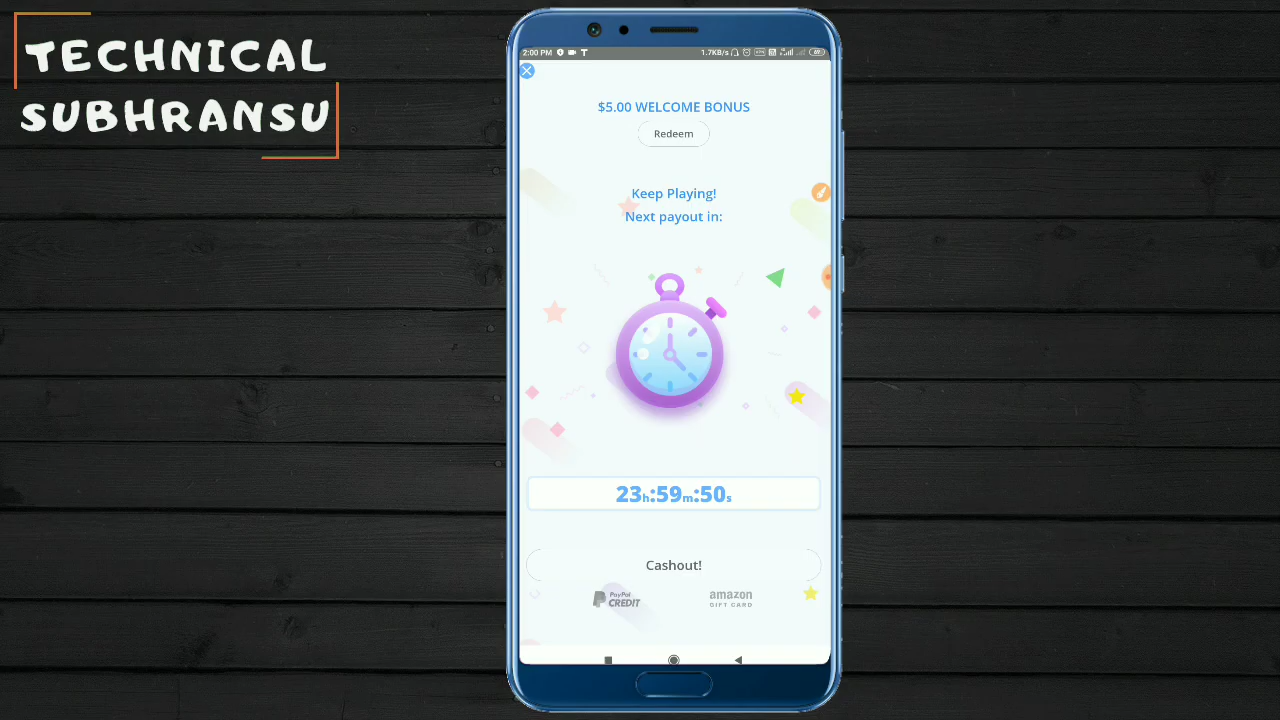 TECHNICAL
SUBHRANSU
2:00 PM
1.7KB/s
69
$5.00 WELCOME BONUS
Redeem
Keep Playing!
Next payout in:
23h:59m:50s
Cashout!
PayPal
CREDIT
amazon
GIFT CARD